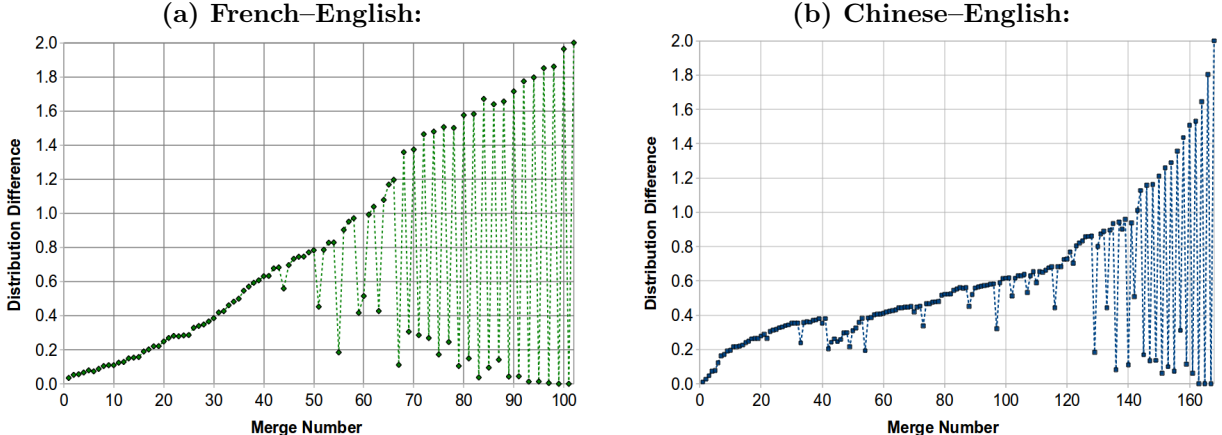 (a) French–English:
2.0
1.8
1.6
1.4
1.2
1.0
0.8
0.6
0.4
0.2
0.0
Distribution Difference
0 10 20 30 40 50 60 70 80 90 100
Merge Number
(b) Chinese–English:
2.0
1.8
1.6
1.4
1.2
1.0
0.8
0.6
0.4
0.2
0.0
Distribution Difference
0 20 40 60 80 100 120 140 160
Merge Number